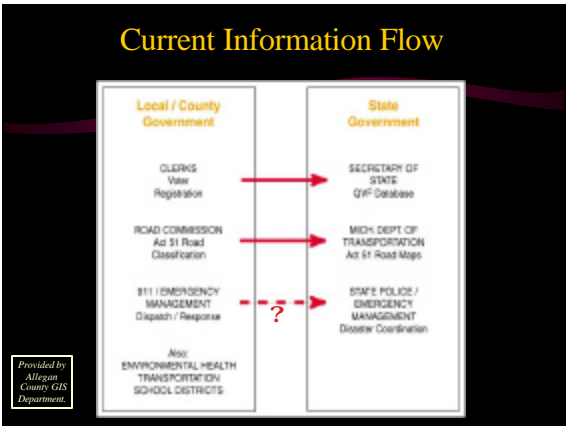 Current Information Flow
Local / County
Government
CLERKS
Voter
Registration
ROAD COMMISSION
Act 51 Road
Classification
911 / EMERGENCY
MANAGEMENT
Dispatch / Response
Also:
ENVIRONMENTAL HEALTH
TRANSPORTATION
SCHOOL DISTRICTS
?
State
Government
SECRETARY OF
STATE
QVF Database
MICH. DEPT. OF
TRANSPORTATION
Act 51 Road Maps
STATE POLICE /
EMERGENCY
MANAGEMENT
Disaster Coordination
Provided by
Allegan
County GIS
Department.